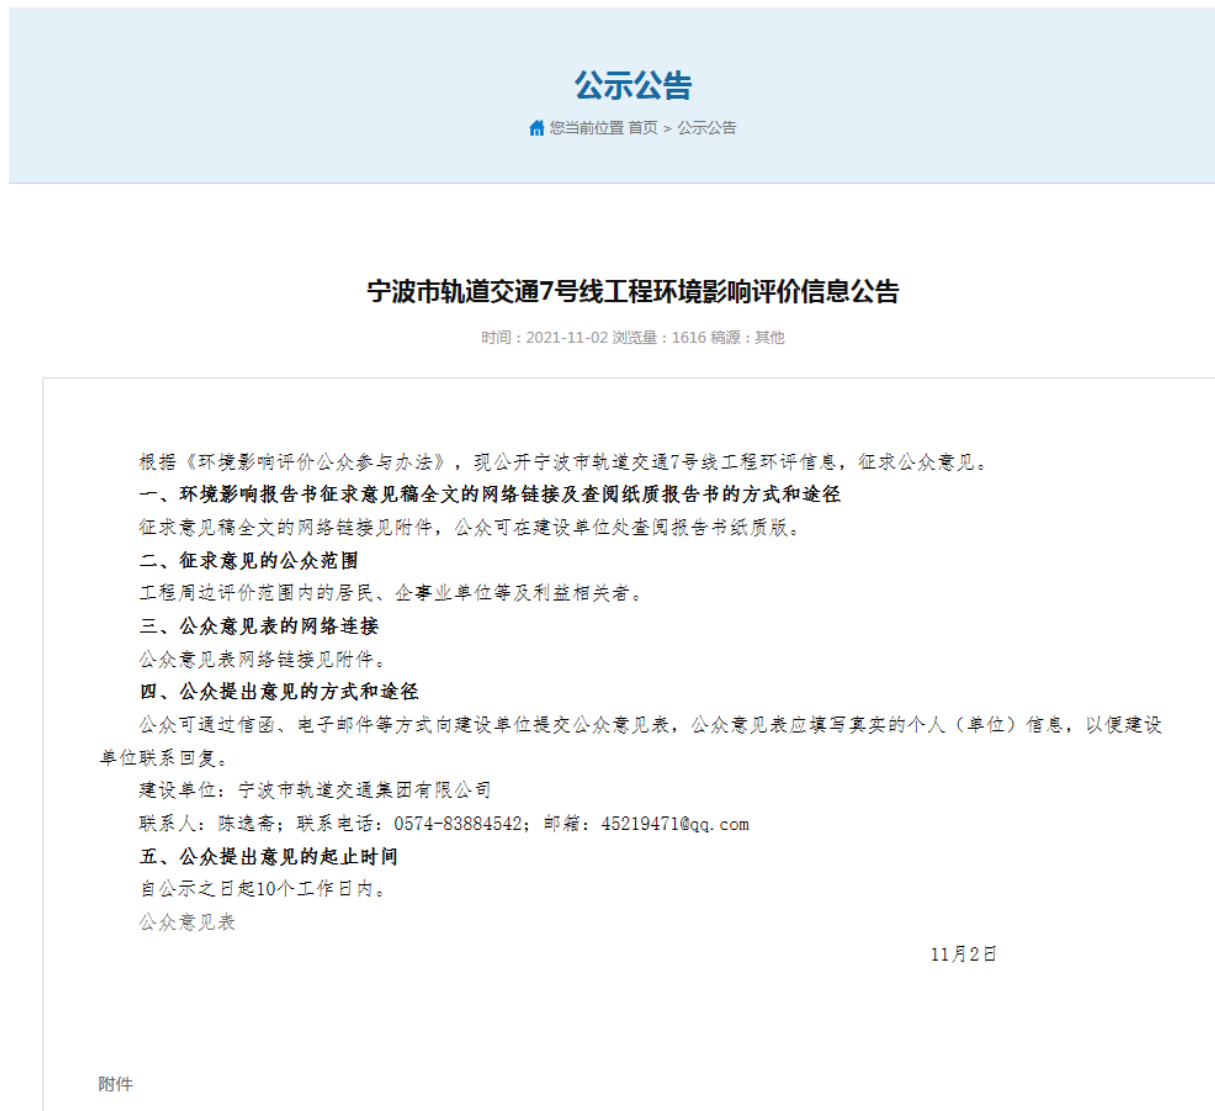 公示公告
您当前位置 首页 > 公示公告
宁波市轨道交通7号线工程环境影响评价信息公告
时间：2021-11-02 浏览量：1616 稿源：其他
根据《环境影响评价公众参与办法》，现公开宁波市轨道交通7号线工程环评信息，征求公众意见。
一、环境影响报告书征求意见稿全文的网络链接及查阅纸质报告书的方式和途径
征求意见稿全文的网络链接见附件，公众可在建设单位处查阅报告书纸质版。
二、征求意见的公众范围
工程周边评价范围内的居民、企事业单位等及利益相关者。
三、公众意见表的网络连接
公众意见表网络链接见附件。
四、公众提出意见的方式和途径
公众可通过信函、电子邮件等方式向建设单位提交公众意见表，公众意见表应填写真实的个人（单位）信息，以便建设
单位联系回复。
建设单位：宁波市轨道交通集团有限公司
联系人：陈逸斋；联系电话：0574-83884542；邮箱：45219471@qq.com
五、公众提出意见的起止时间
自公示之日起10个工作日内。
公众意见表
11月2日
附件